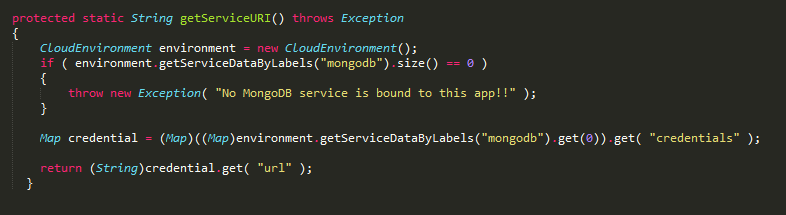 protected static String getServiceURI() throws Exception
{
    CloudEnvironment environment = new CloudEnvironment();
    if ( environment.getServiceDataByLabels("mongodb").size() == 0 )
    {
        throw new Exception( "No MongoDB service is bound to this app!!" );
    }
    Map credential = (Map)((Map)environment.getServiceDataByLabels("mongodb").get(0)).get( "credentials" );
    return (String)credential.get( "url" );
  }